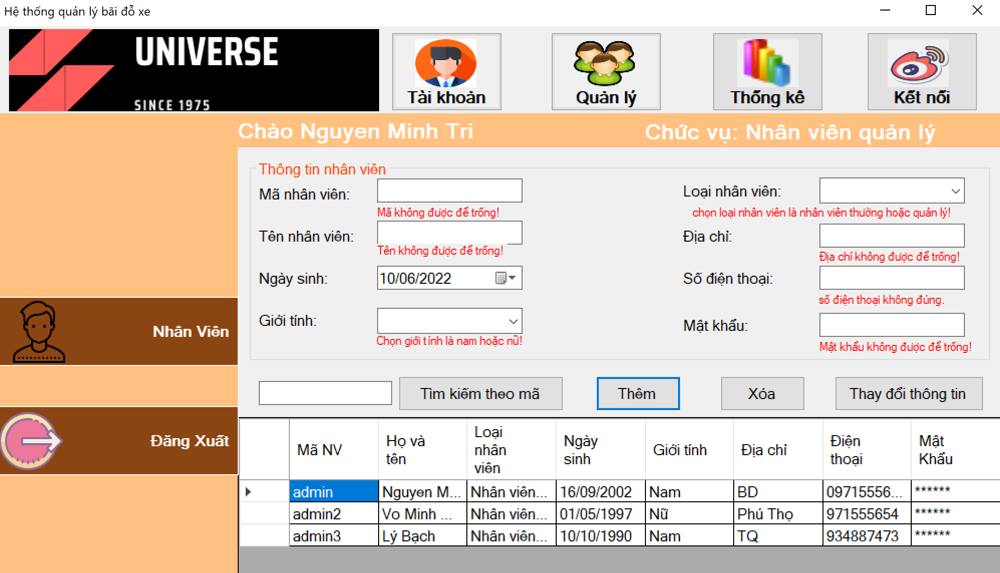 Hệ thống quản lý bãi đỗ xe
UNIVERSE
SINCE 1975
Tài khoản
Quản lý
Thống kê
Kết nối
Chào Nguyen Minh Tri
Chức vụ: Nhân viên quản lý
Thông tin nhân viên
Mã nhân viên:
Mã không được để trống!
Tên nhân viên:
Tên không được để trống!
Ngày sinh:
10/06/2022
Giới tính:
Chọn giới tính là nam hoặc nữ!
Loại nhân viên:
chọn loại nhân viên là nhân viên thường hoặc quản lý!
Địa chỉ:
Địa chỉ không được để trống!
Số điện thoại:
số điện thoại không đúng.
Mật khẩu:
Mật khẩu không được để trống!
Nhân Viên
Đăng Xuất
Tìm kiếm theo mã
Thêm
Xóa
Thay đổi thông tin
Mã NV
Họ và
tên
Loại
nhân
viên
Ngày
sinh
Giới tính
Địa chỉ
Điện
thoại
Mật
Khẩu
admin Nguyen M... Nhân viên... 16/09/2002 Nam BD 09715556... ******
admin2 Vo Minh ... Nhân viên... 01/05/1997 Nữ Phú Thọ 971555654 ******
admin3 Lý Bạch Nhân viên... 10/10/1990 Nam TQ 934887473 ******